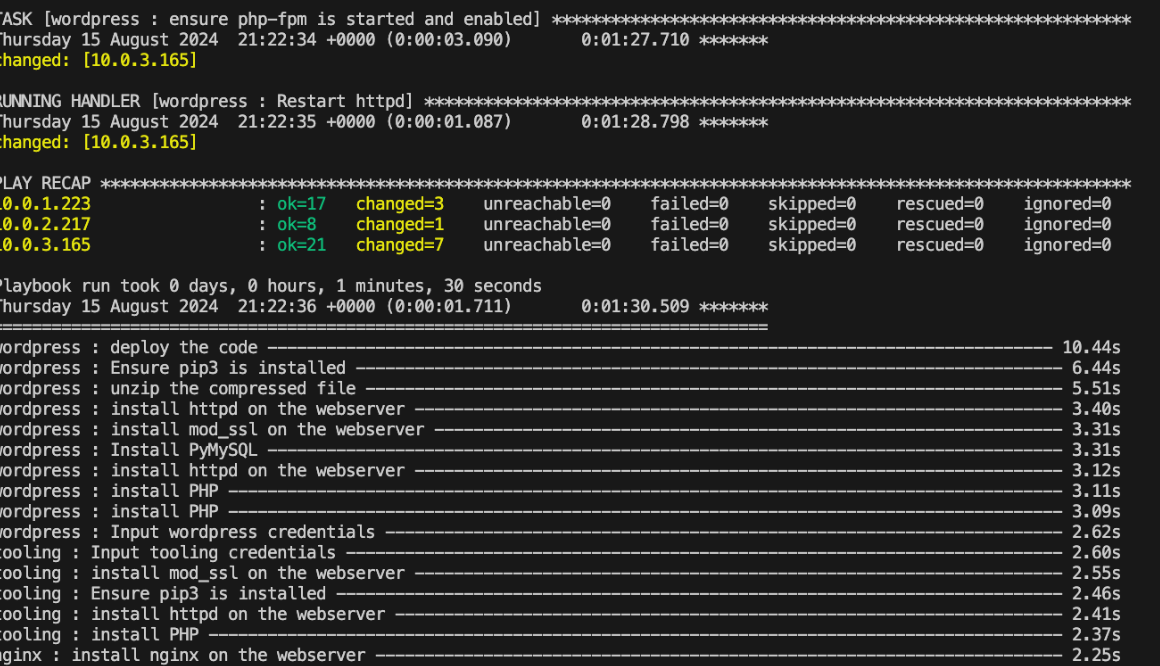 TASK [wordpress : ensure php-fpm is started and enabled] ***********************************************************
Thursday 15 August 2024  21:22:34 +0000 (0:00:03.090)       0:01:27.710 *******
changed: [10.0.3.165]

RUNNING HANDLER [wordpress : Restart httpd] ************************************************************************
Thursday 15 August 2024  21:22:35 +0000 (0:00:01.087)       0:01:28.798 *******
changed: [10.0.3.165]

PLAY RECAP *********************************************************************************************************
10.0.1.223                 : ok=17   changed=3    unreachable=0    failed=0    skipped=0    rescued=0    ignored=0
10.0.2.217                 : ok=8    changed=1    unreachable=0    failed=0    skipped=0    rescued=0    ignored=0
10.0.3.165                 : ok=21   changed=7    unreachable=0    failed=0    skipped=0    rescued=0    ignored=0

Playbook run took 0 days, 0 hours, 1 minutes, 30 seconds
Thursday 15 August 2024  21:22:36 +0000 (0:00:01.711)       0:01:30.509 *******
===============================================================================
wordpress : deploy the code -------------------------------------------------------------------------------- 10.44s
wordpress : Ensure pip3 is installed ------------------------------------------------------------------------ 6.44s
wordpress : unzip the compressed file ----------------------------------------------------------------------- 5.51s
wordpress : install httpd on the webserver ------------------------------------------------------------------ 3.40s
wordpress : install mod_ssl on the webserver ---------------------------------------------------------------- 3.31s
wordpress : Install PyMySQL --------------------------------------------------------------------------------- 3.31s
wordpress : install httpd on the webserver ------------------------------------------------------------------ 3.12s
wordpress : install PHP ------------------------------------------------------------------------------------- 3.11s
wordpress : install PHP ------------------------------------------------------------------------------------- 3.09s
wordpress : Input wordpress credentials --------------------------------------------------------------------- 2.62s
tooling : Input tooling credentials ------------------------------------------------------------------------- 2.60s
tooling : install mod_ssl on the webserver ------------------------------------------------------------------ 2.55s
tooling : Ensure pip3 is installed -------------------------------------------------------------------------- 2.46s
tooling : install httpd on the webserver -------------------------------------------------------------------- 2.41s
tooling : install PHP --------------------------------------------------------------------------------------- 2.37s
nginx : install nginx on the webserver ---------------------------------------------------------------------- 2.25s